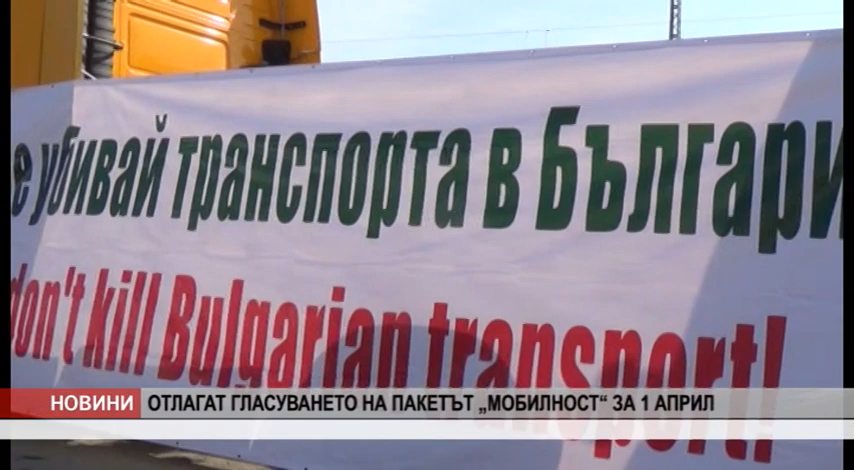 е убивай транспорта в Българи
don't kill Bulgarian transport!
НОВИНИ ОТЛАГАТ ГЛАСУВАНЕТО НА ПАКЕТЪТ „МОБИЛНОСТ“ ЗА 1 АПРИЛ